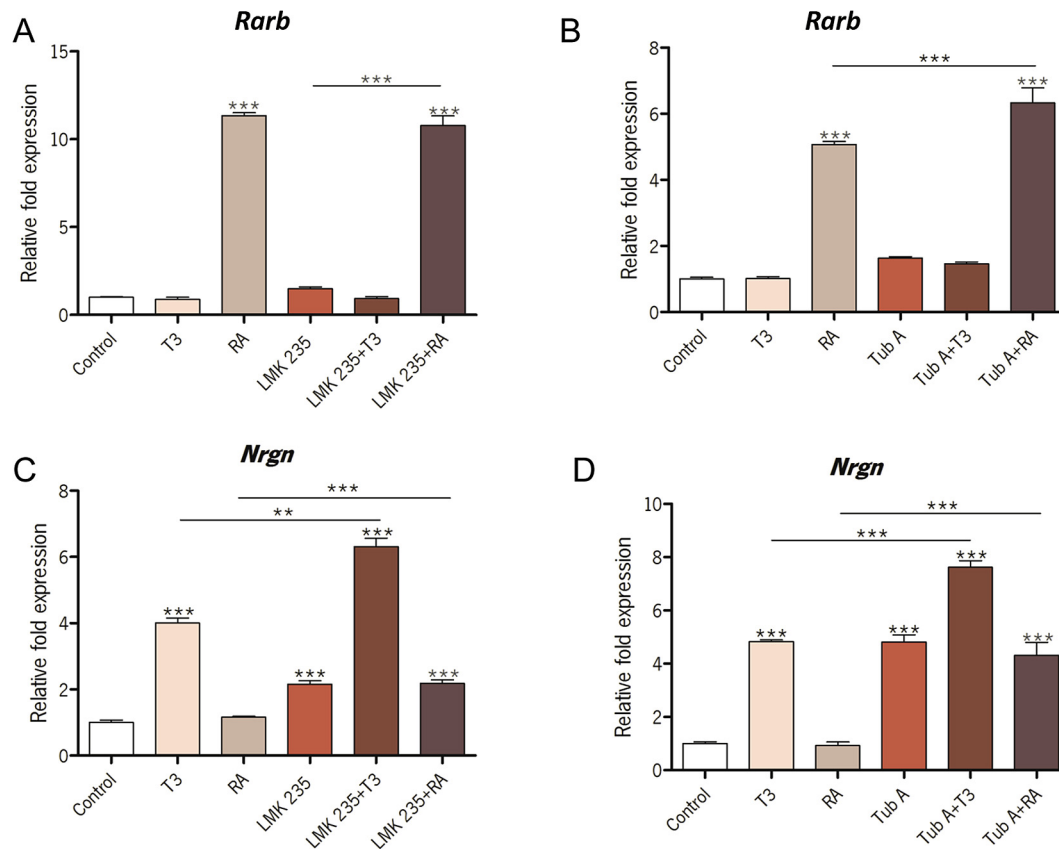 A
Rarb
Relative fold expression
15
10
5
0
***
***
***
Control
T3
RA
LMK 235
LMK 235+T3
LMK 235+RA
B
Rarb
Relative fold expression
8
6
4
2
0
***
***
***
Control
T3
RA
Tub A
Tub A+T3
Tub A+RA
C
Nrgn
Relative fold expression
8
6
4
2
0
***
**
***
***
***
***
Control
T3
RA
LMK 235
LMK 235+T3
LMK 235+RA
D
Nrgn
Relative fold expression
10
8
6
4
2
0
***
***
***
***
***
***
Control
T3
RA
Tub A
Tub A+T3
Tub A+RA